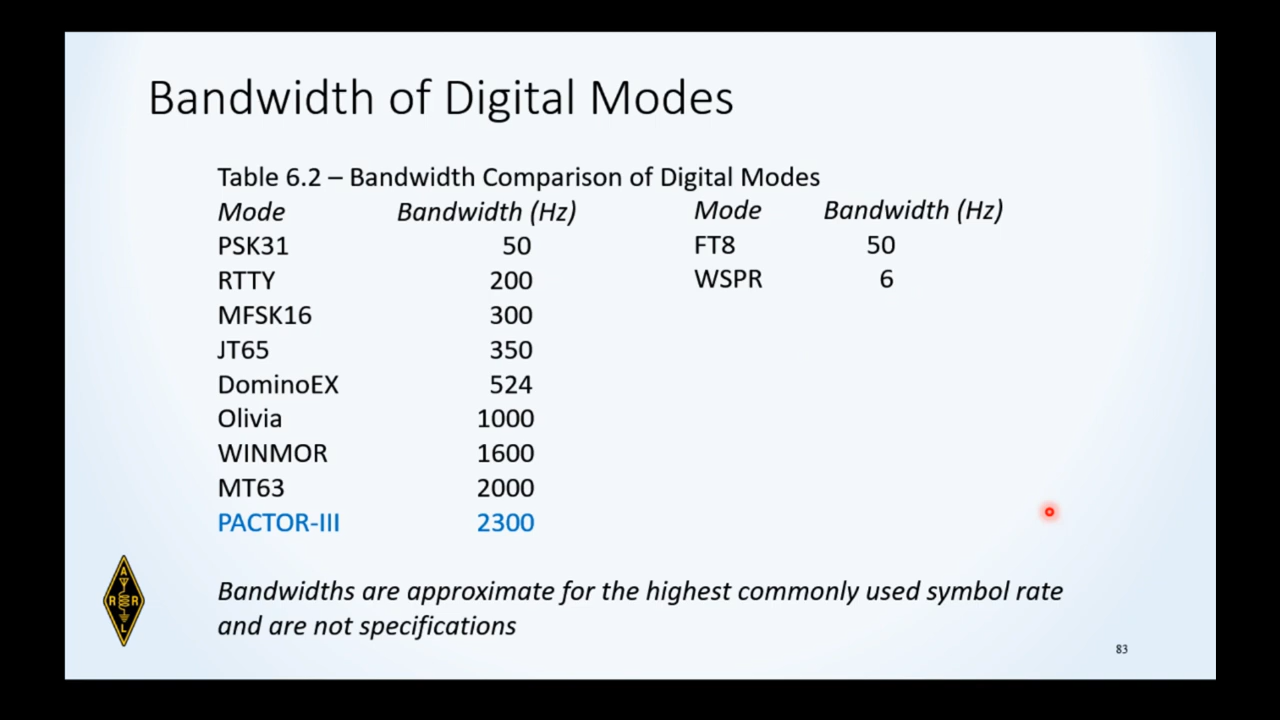 Bandwidth of Digital Modes
Table 6.2 – Bandwidth Comparison of Digital Modes
Mode Bandwidth (Hz) Mode Bandwidth (Hz)
PSK31 50 FT8 50
RTTY 200 WSPR 6
MFSK16 300
JT65 350
DominoEX 524
Olivia 1000
WINMOR 1600
MT63 2000
PACTOR-III 2300
Bandwidths are approximate for the highest commonly used symbol rate
and are not specifications
A
R R
L
83